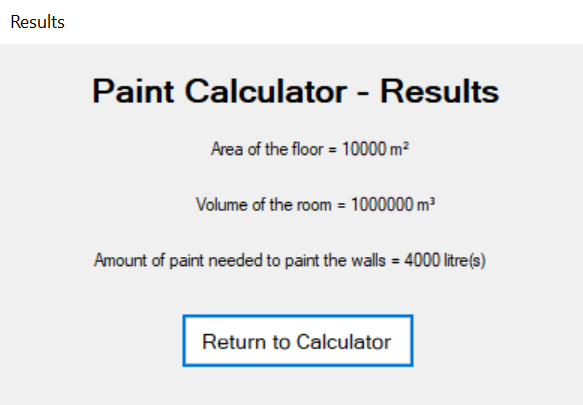 Results
Paint Calculator - Results
Area of the floor = 10000 m²
Volume of the room = 1000000 m³
Amount of paint needed to paint the walls = 4000 litre(s)
Return to Calculator